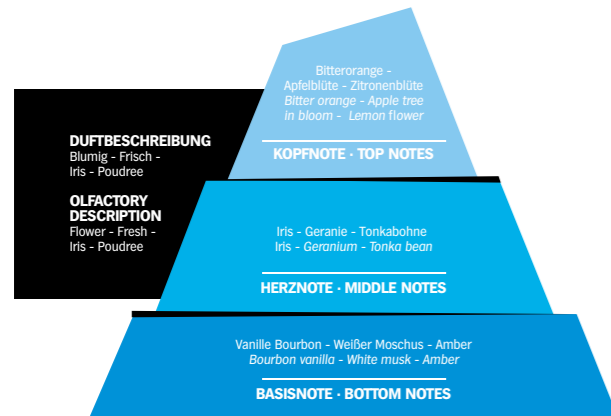 DUFTBESCHREIBUNG
Blumig - Frisch -
Iris - Poudree
OLFACTORY
DESCRIPTION
Flower - Fresh -
Iris - Poudree
Bitterorange -
Apfelblüte - Zitronenblüte
Bitter orange - Apple tree
in bloom - Lemon flower
KOPFNOTE · TOP NOTES
Iris - Geranie - Tonkabohne
Iris - Geranium - Tonka bean
HERZNOTE · MIDDLE NOTES
Vanille Bourbon - Weißer Moschus - Amber
Bourbon vanilla - White musk - Amber
BASISNOTE · BOTTOM NOTES